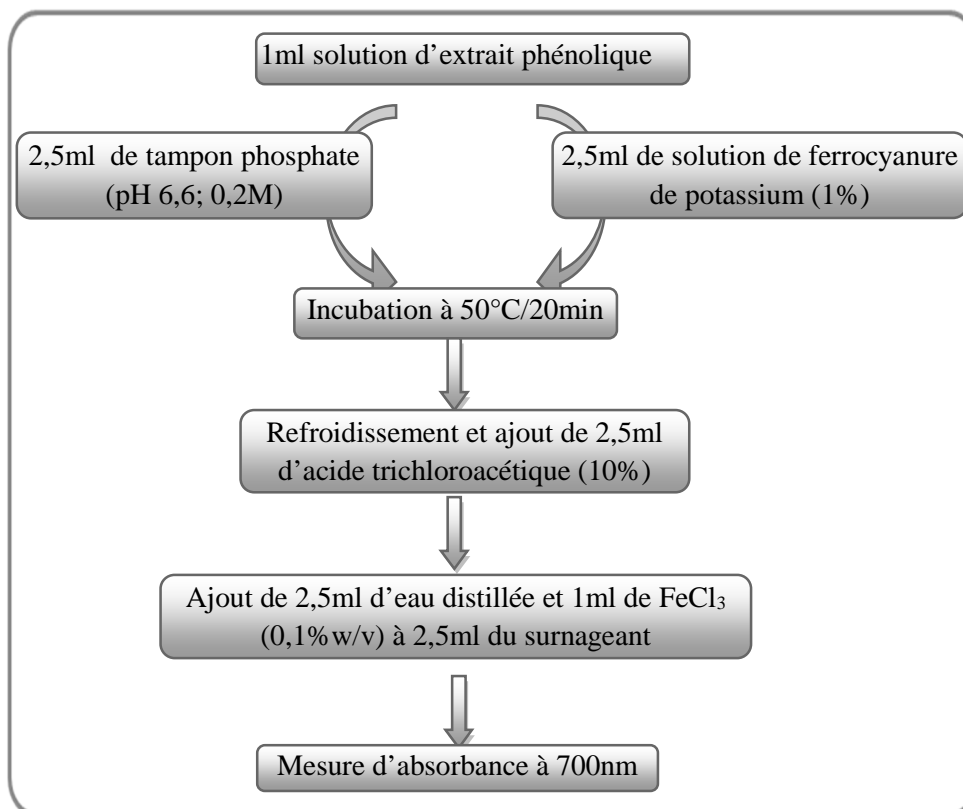 1ml solution d’extrait phénolique
2,5ml de tampon phosphate
(pH 6,6; 0,2M)
2,5ml de solution de ferrocyanure
de potassium (1%)
Incubation à 50°C/20min
Refroidissement et ajout de 2,5ml
d’acide trichloroacétique (10%)
Ajout de 2,5ml d’eau distillée et 1ml de FeCl₃
(0,1%w/v) à 2,5ml du surnageant
Mesure d’absorbance à 700nm